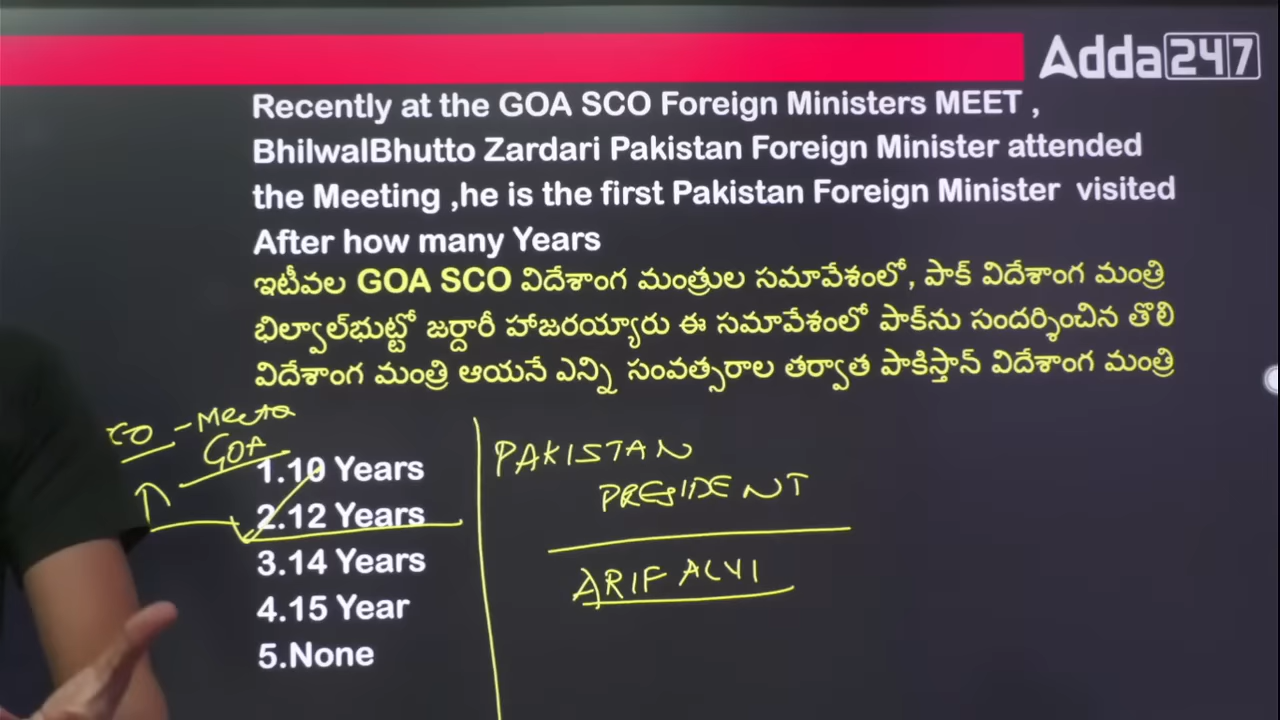 Adda247
Recently at the GOA SCO Foreign Ministers MEET ,
BhilwalBhutto Zardari Pakistan Foreign Minister attended
the Meeting ,he is the first Pakistan Foreign Minister visited
After how many Years
ఇటీవల GOA SCO విదేశాంగ మంత్రుల సమావేశంలో, పాక్ విదేశాంగ మంత్రి
భిల్వాల్‌భుట్టో జర్దారీ హాజరయ్యారు ఈ సమావేశంలో పాక్‌ను సందర్శించిన తొలి
విదేశాంగ మంత్రి ఆయనే ఎన్ని సంవత్సరాల తర్వాత పాకిస్తాన్ విదేశాంగ మంత్రి
GOA
1.10 Years
2.12 Years
3.14 Years
4.15 Year
5.None
PAKISTAN
PRESIDENT
ARIF ALVI